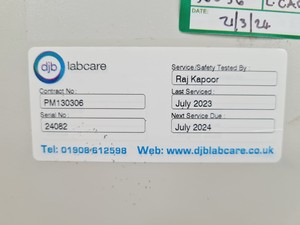 DATE:
21/3/24
djb labcare
Service/Safety Tested By:
Raj Kapoor
Contract No:
PM130306
Last Serviced:
July 2023
Serial No:
24082
Next Service Due:
July 2024
Tel: 01908-612598 Web: www.djblabcare.co.uk